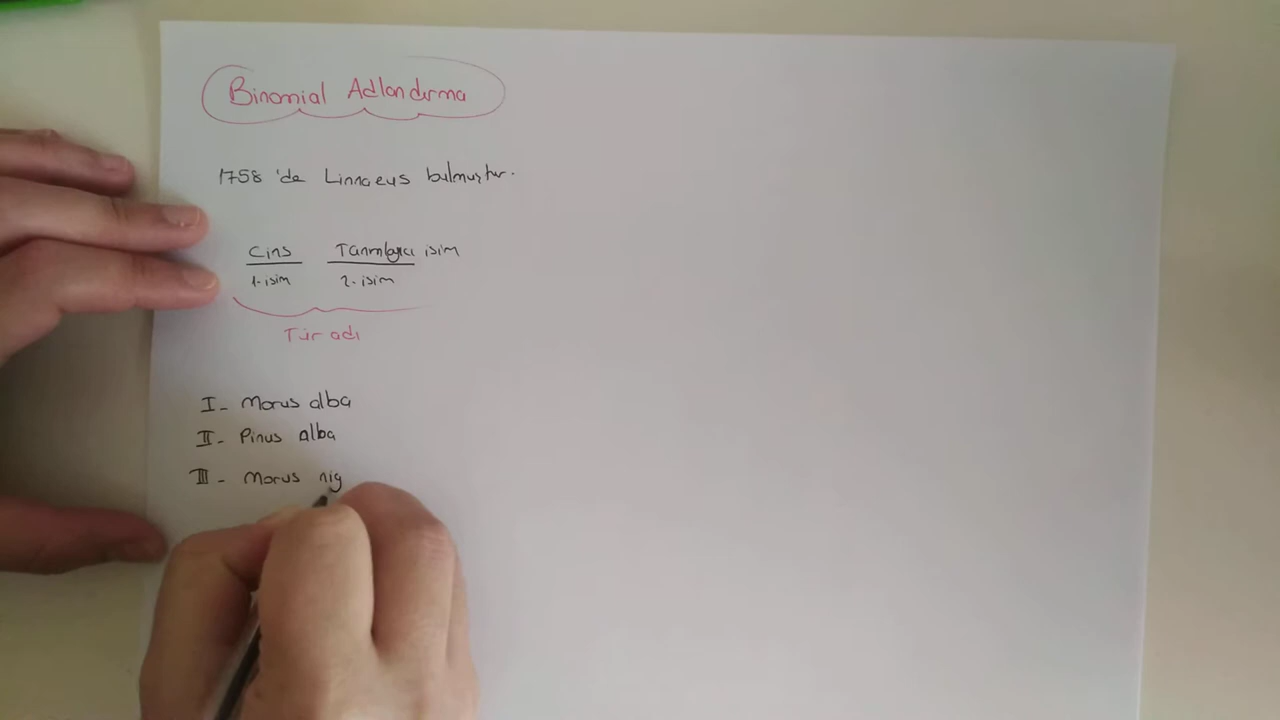 Binomial Adlandırma
1758 'de Linnaeus bulmuştur.
Cins Tanımlayıcı isim
1. isim 2. isim
Tür adı
I- Morus alba
II- Pinus alba
III- Morus nig